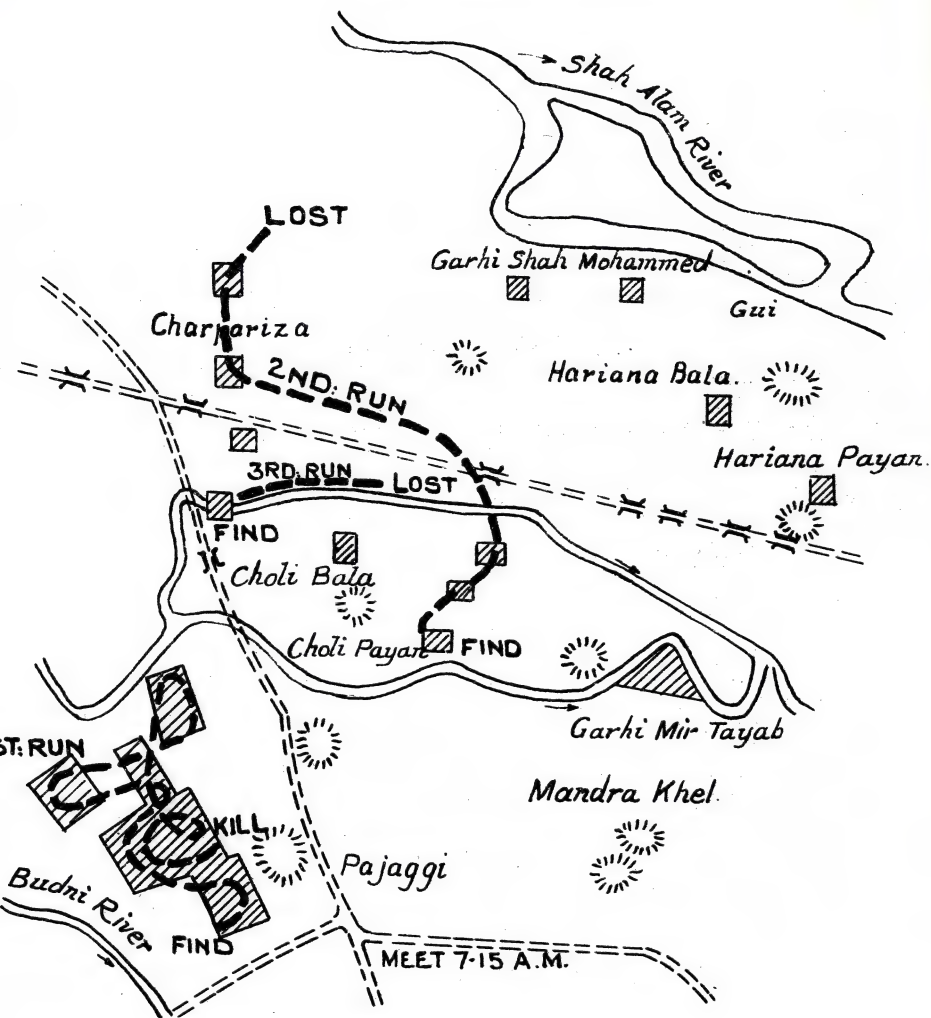 Shah Alam River
LOST
Garhi Shah Mohammed
Gui
Charpariza
2ND: RUN
Hariana Bala.
Hariana Payan.
3RD: RUN
LOST
FIND
Choli Bala
Choli Payan
FIND
Garhi Mir Tayab
ST: RUN
Mandra Khel.
KILL
Pajaggi
Budni River
FIND
MEET 7-15 A.M.